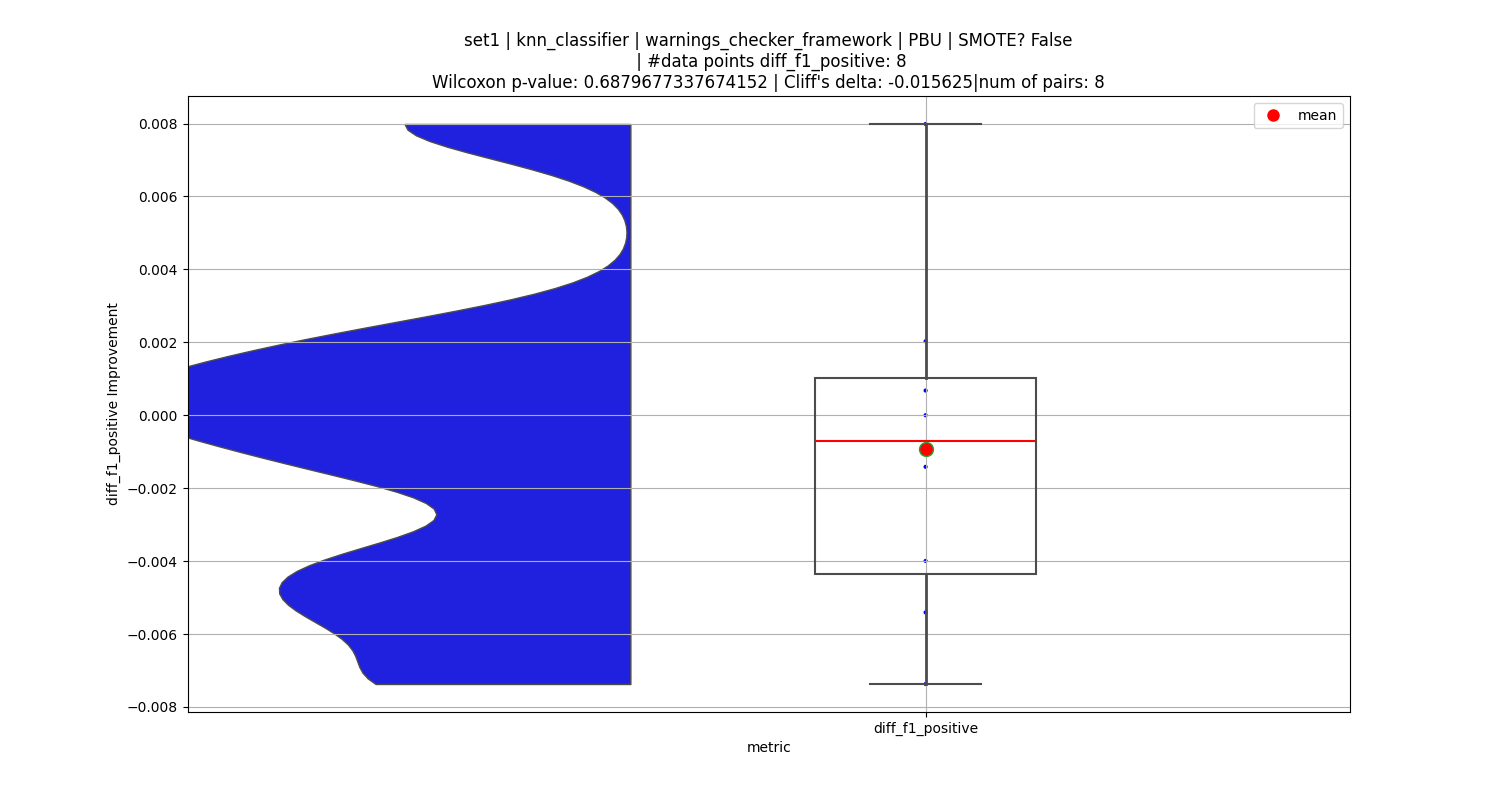 set1 | knn_classifier | warnings_checker_framework | PBU | SMOTE? False
| #data points diff_f1_positive: 8
Wilcoxon p-value: 0.6879677337674152 | Cliff's delta: -0.015625|num of pairs: 8
mean
0.008
0.006
0.004
0.002
0.000
−0.002
−0.004
−0.006
−0.008
diff_f1_positive Improvement
diff_f1_positive
metric